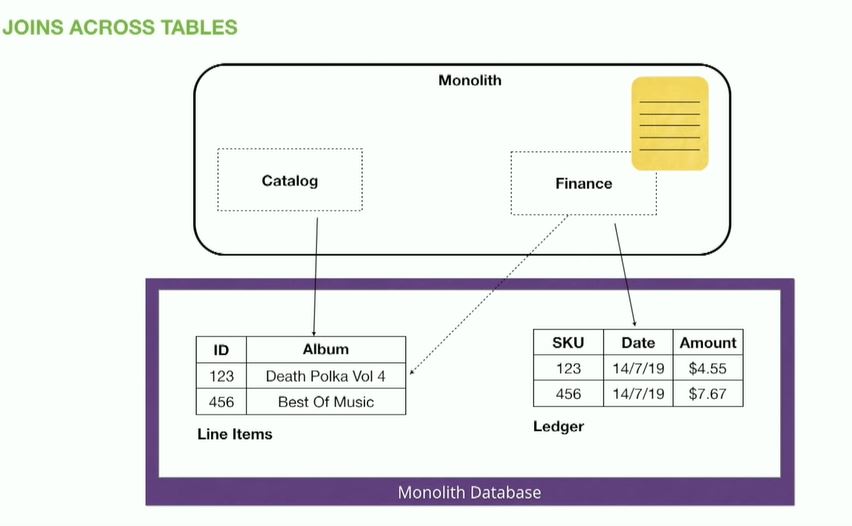 JOINS ACROSS TABLES
Monolith
Catalog
Finance
ID Album
123 Death Polka Vol 4
456 Best Of Music
Line Items
SKU Date Amount
123 14/7/19 $4.55
456 14/7/19 $7.67
Ledger
Monolith Database